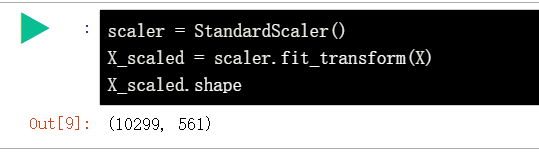 :
scaler = StandardScaler()
X_scaled = scaler.fit_transform(X)
X_scaled.shape
Out[9]: (10299, 561)